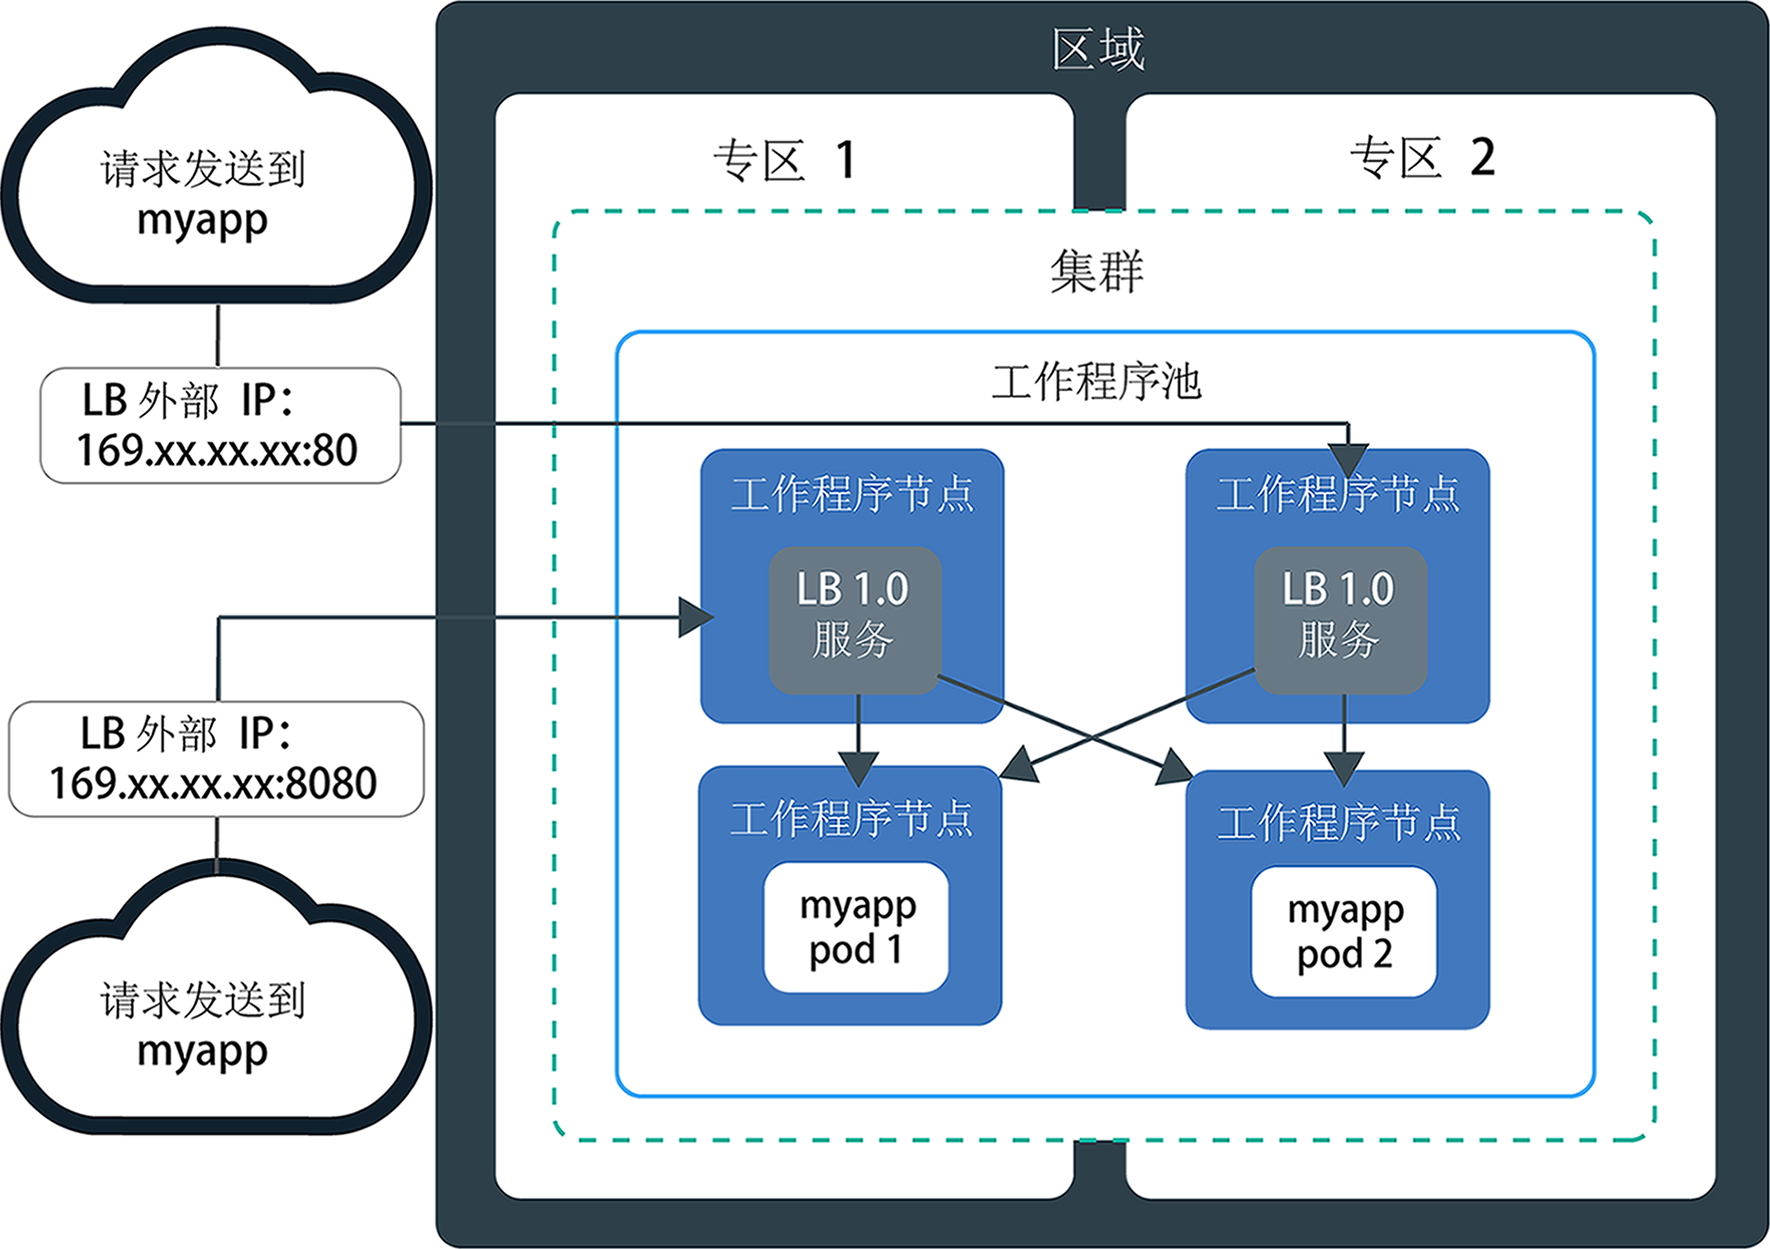 区域
请求发送到
myapp
LB 外部 IP：
169.xx.xx.xx:80
LB 外部 IP：
169.xx.xx.xx:8080
请求发送到
myapp
专区 1
专区 2
集群
工作程序池
工作程序节点
LB 1.0
服务
工作程序节点
LB 1.0
服务
工作程序节点
myapp
pod 1
工作程序节点
myapp
pod 2